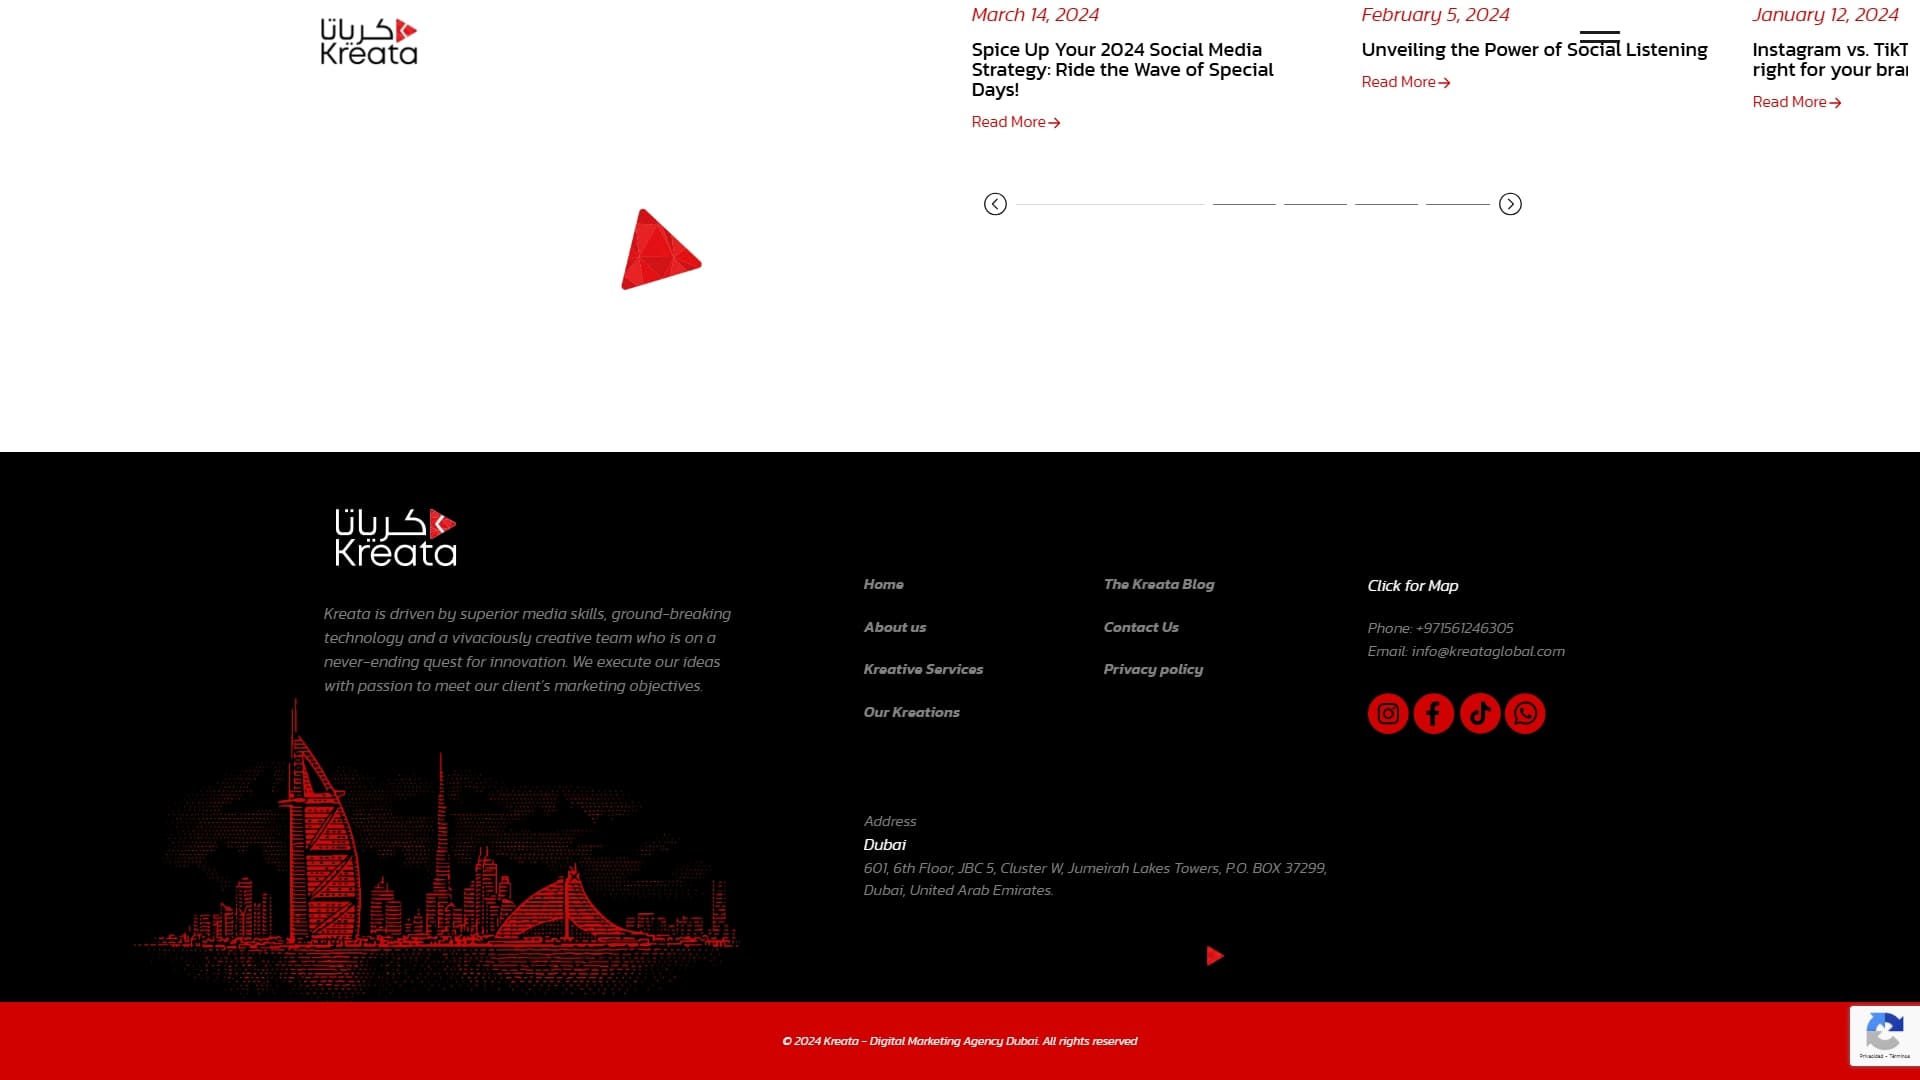 كرياتا
Krēata
March 14, 2024
Spice Up Your 2024 Social Media
Strategy: Ride the Wave of Special
Days!
Read More
February 5, 2024
Unveiling the Power of Social Listening
Read More
January 12, 2024
Instagram vs. TikT
right for your bra
Read More
كرياتا
Krēata
Kreata is driven by superior media skills, ground-breaking
technology and a vivaciously creative team who is on a
never-ending quest for innovation. We execute our ideas
with passion to meet our client's marketing objectives.
Home
About us
Kreative Services
Our Kreations
The Kreata Blog
Contact Us
Privacy policy
Click for Map
Phone: +971561246305
Email: info@kreataglobal.com
Address
Dubai
601, 6th Floor, JBC 5, Cluster W, Jumeirah Lakes Towers, P.O. BOX 37299,
Dubai, United Arab Emirates.
© 2024 Kreata - Digital Marketing Agency Dubai. All rights reserved
Privacidad - Términos